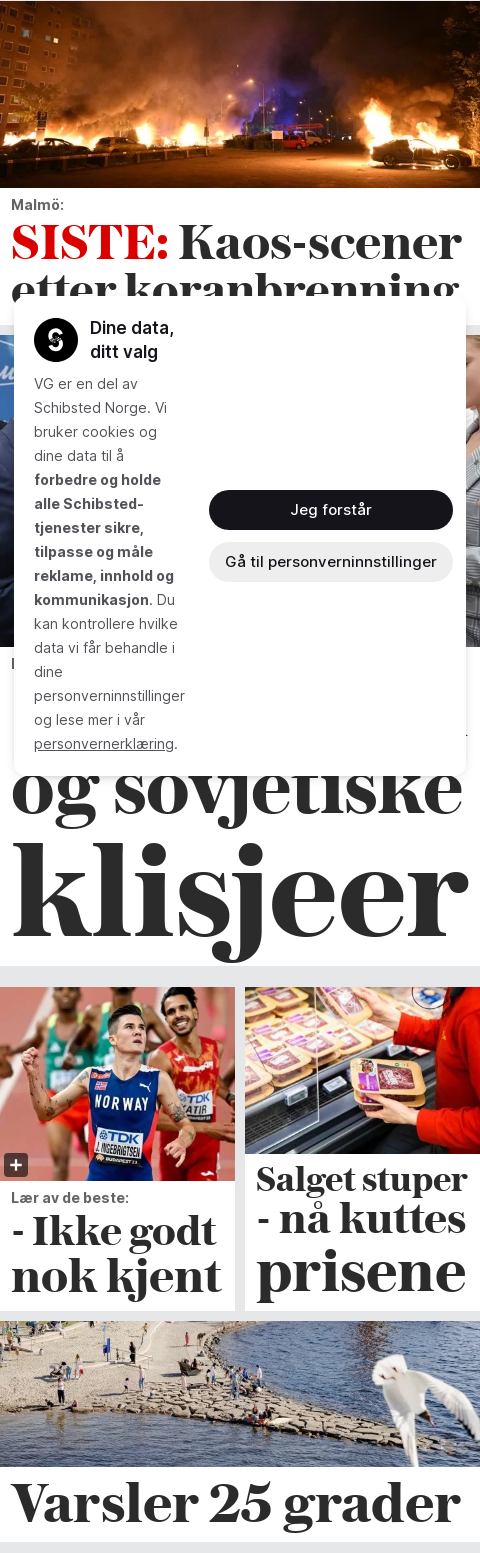 Malmö:
SISTE: Kaos-scener
etter koranbrenning
Dine data,
ditt valg
VG er en del av
Schibsted Norge. Vi
bruker cookies og
dine data til å
forbedre og holde
alle Schibsted-
tjenester sikre,
tilpasse og måle
reklame, innhold og
kommunikasjon. Du
kan kontrollere hvilke
data vi får behandle i
dine
personverninnstillinger
og lese mer i vår
personvernerklæring.
Jeg forstår
Gå til personverninnstillinger
og sovjetiske
klisjeer
NORWAY
TDK
J. INGEBRIGTSEN
BUDAPEST 23
TDK
KATIR
Lær av de beste:
- Ikke godt
nok kjent
Salget stuper
- nå kuttes
prisene
Varsler 25 grader